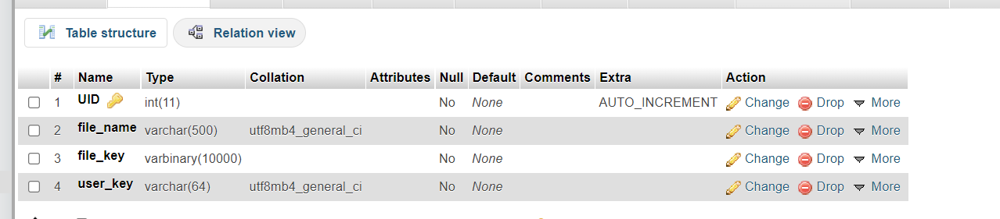 Table structure Relation view
# Name Type Collation Attributes Null Default Comments Extra Action
1 UID int(11) No None AUTO_INCREMENT Change Drop More
2 file_name varchar(500) utf8mb4_general_ci No None Change Drop More
3 file_key varbinary(10000) No None Change Drop More
4 user_key varchar(64) utf8mb4_general_ci No None Change Drop More